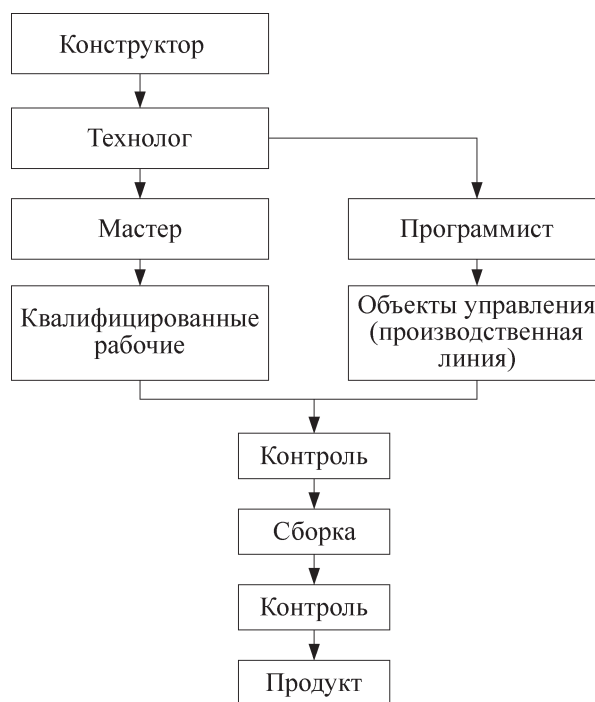 Конструктор
Технолог
Мастер
Программист
Квалифицированные
рабочие
Объекты управления
(производственная
линия)
Контроль
Сборка
Контроль
Продукт